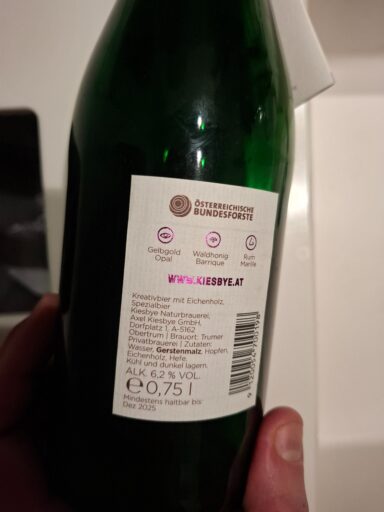 ÖSTERREICHISCHE
BUNDESFORSTE
Gelbgold
Opal
Waldhonig
Barrique
Rum
Marille
WWW.KIESBYE.AT
Kreativbier mit Eichenholz,
Spezialbier
Kiesbye Naturbrauerei,
Axel Kiesbye GmbH,
Dorfplatz 1, A-5162
Obertrum | Brauort: Trumer
Privatbrauerei | Zutaten:
Wasser, Gerstenmalz, Hopfen,
Eichenholz, Hefe.
Kühl und dunkel lagern.
ALK. 6,2 % VOL.
℮ 0,75 l
Mindestens haltbar bis:
Dez 2025